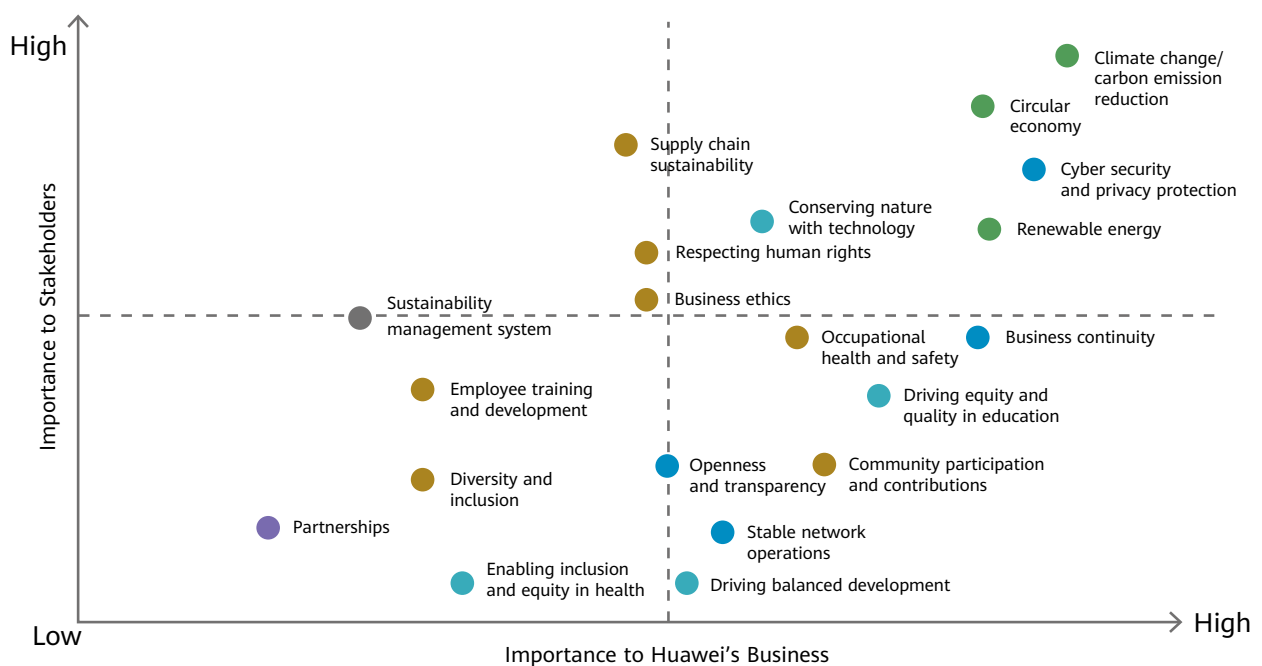 High
Climate change/
carbon emission
reduction
Circular
economy
Supply chain
sustainability
Cyber security
and privacy protection
Conserving nature
with technology
Renewable energy
Respecting human rights
Importance to Stakeholders
Business ethics
Sustainability
management system
Occupational
health and safety
Business continuity
Employee training
and development
Driving equity and
quality in education
Openness
and transparency
Community participation
and contributions
Diversity and
inclusion
Partnerships
Stable network
operations
Enabling inclusion
and equity in health
Driving balanced development
Low
High
Importance to Huawei’s Business